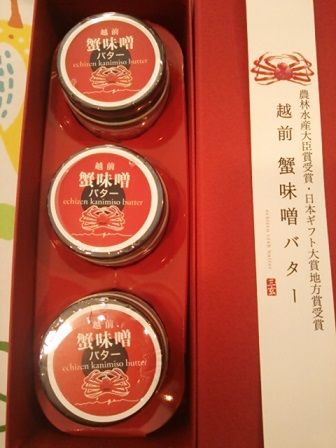 越前
蟹味噌
バター
echizen kanimiso butter
越前
蟹味噌
バター
echizen kanimiso butter
越前
蟹味噌
バター
echizen kanimiso butter
農林水産大臣賞受賞・日本ギフト大賞地方賞受賞
越前 蟹味噌バター
echizen crab butter